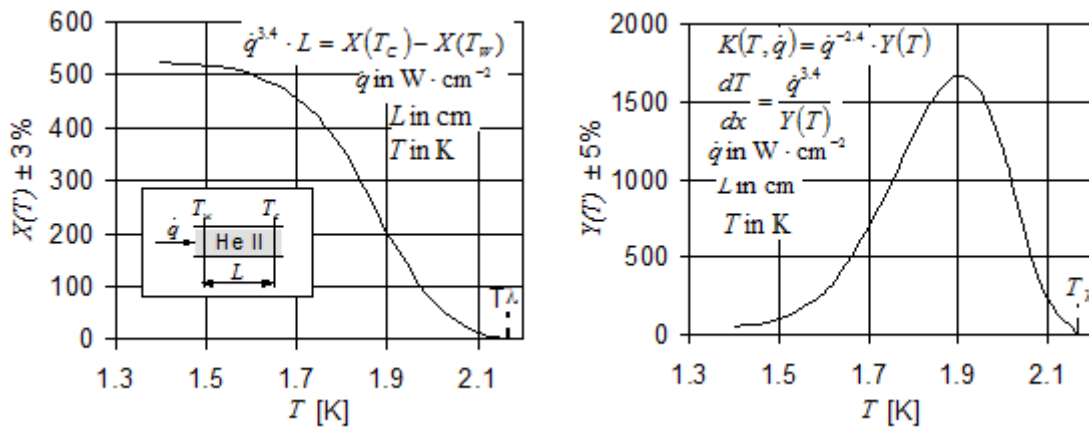 600
500
400
300
200
100
0
X(T) ± 3%
q̇^3.4 · L = X(T_C) − X(T_W)
q̇ in W · cm^−2
L in cm
T in K
T_w T_c
q̇
He II
L
Tλ
1.3 1.5 1.7 1.9 2.1
T [K]
2000
1500
1000
500
0
Y(T) ± 5%
K(T, q̇) = q̇^−2.4 · Y(T)
dT/dx = q̇^3.4/Y(T)
q̇ in W · cm^−2
L in cm
T in K
1.3 1.5 1.7 1.9 2.1
T [K]